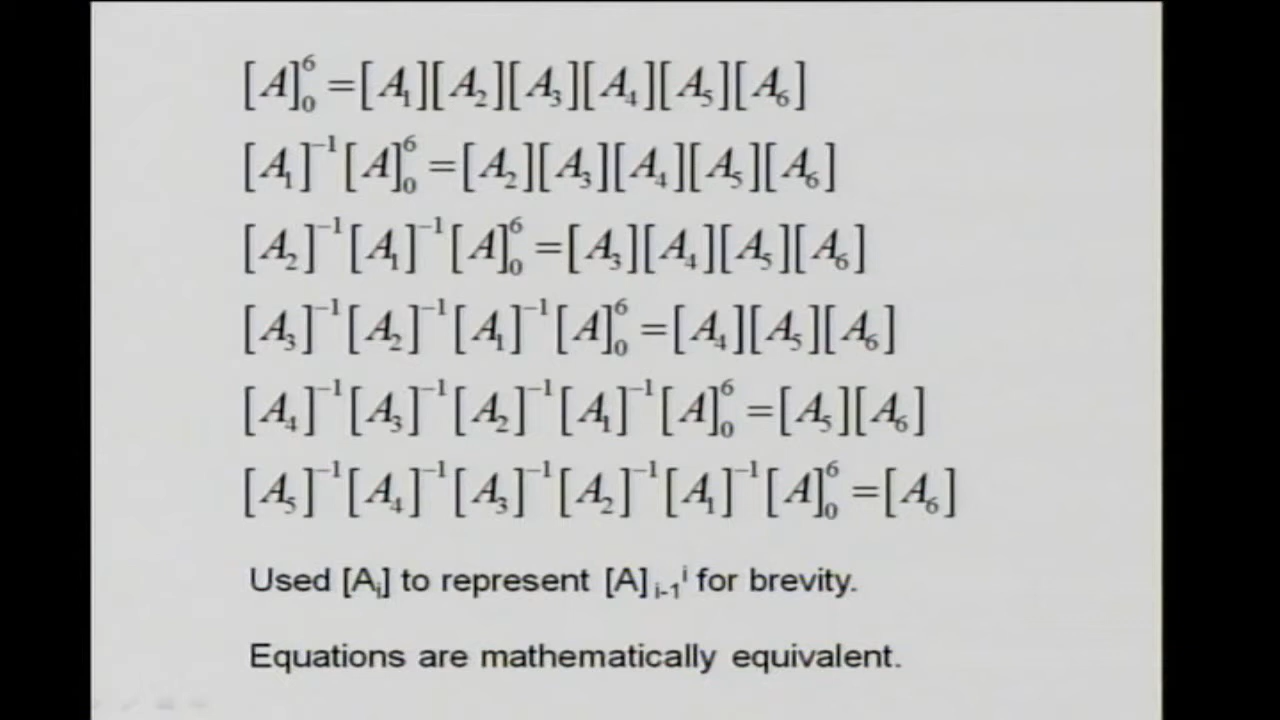 [A]₀⁶ = [A₁][A₂][A₃][A₄][A₅][A₆]
[A₁]⁻¹[A]₀⁶ = [A₂][A₃][A₄][A₅][A₆]
[A₂]⁻¹[A₁]⁻¹[A]₀⁶ = [A₃][A₄][A₅][A₆]
[A₃]⁻¹[A₂]⁻¹[A₁]⁻¹[A]₀⁶ = [A₄][A₅][A₆]
[A₄]⁻¹[A₃]⁻¹[A₂]⁻¹[A₁]⁻¹[A]₀⁶ = [A₅][A₆]
[A₅]⁻¹[A₄]⁻¹[A₃]⁻¹[A₂]⁻¹[A₁]⁻¹[A]₀⁶ = [A₆]
Used [Aᵢ] to represent [A]ᵢ₋₁ⁱ for brevity.
Equations are mathematically equivalent.